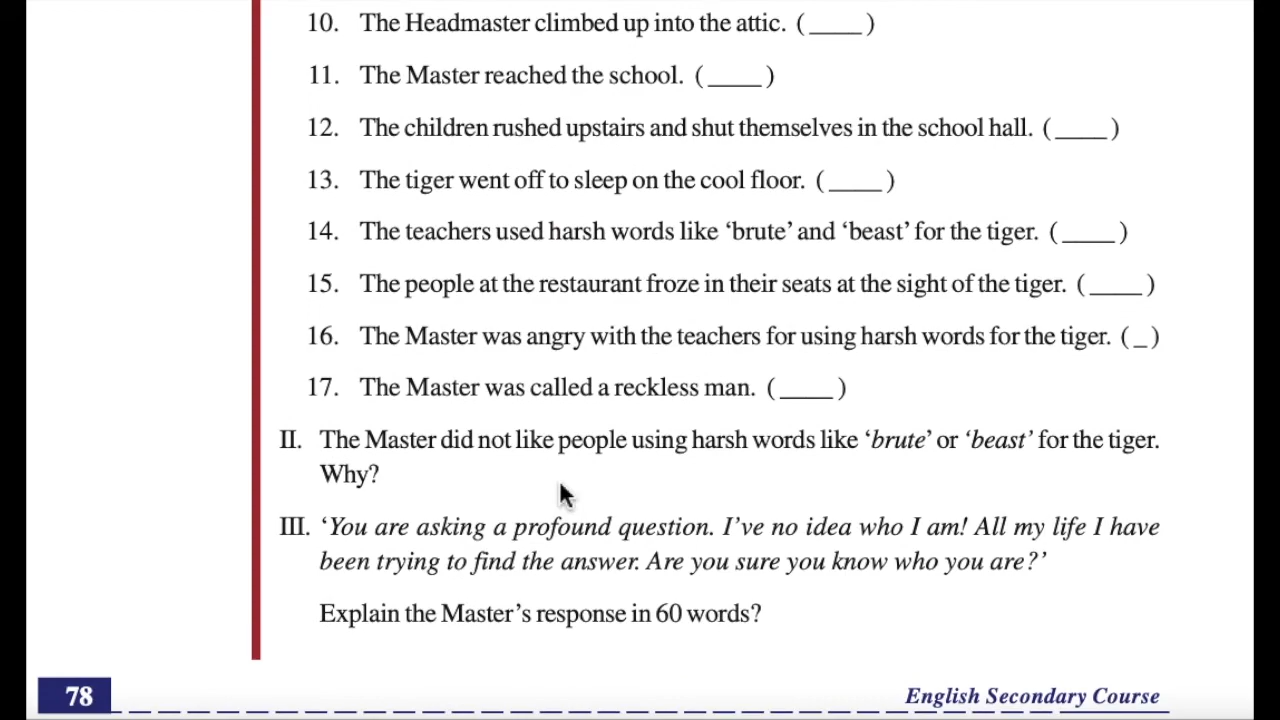 10. The Headmaster climbed up into the attic. (____)
11. The Master reached the school. (____)
12. The children rushed upstairs and shut themselves in the school hall. (____)
13. The tiger went off to sleep on the cool floor. (____)
14. The teachers used harsh words like ‘brute’ and ‘beast’ for the tiger. (____)
15. The people at the restaurant froze in their seats at the sight of the tiger. (____)
16. The Master was angry with the teachers for using harsh words for the tiger. (_)
17. The Master was called a reckless man. (____)
II. The Master did not like people using harsh words like ‘brute’ or ‘beast’ for the tiger.
Why?
III. ‘You are asking a profound question. I’ve no idea who I am! All my life I have
been trying to find the answer. Are you sure you know who you are?’
Explain the Master’s response in 60 words?
78
English Secondary Course